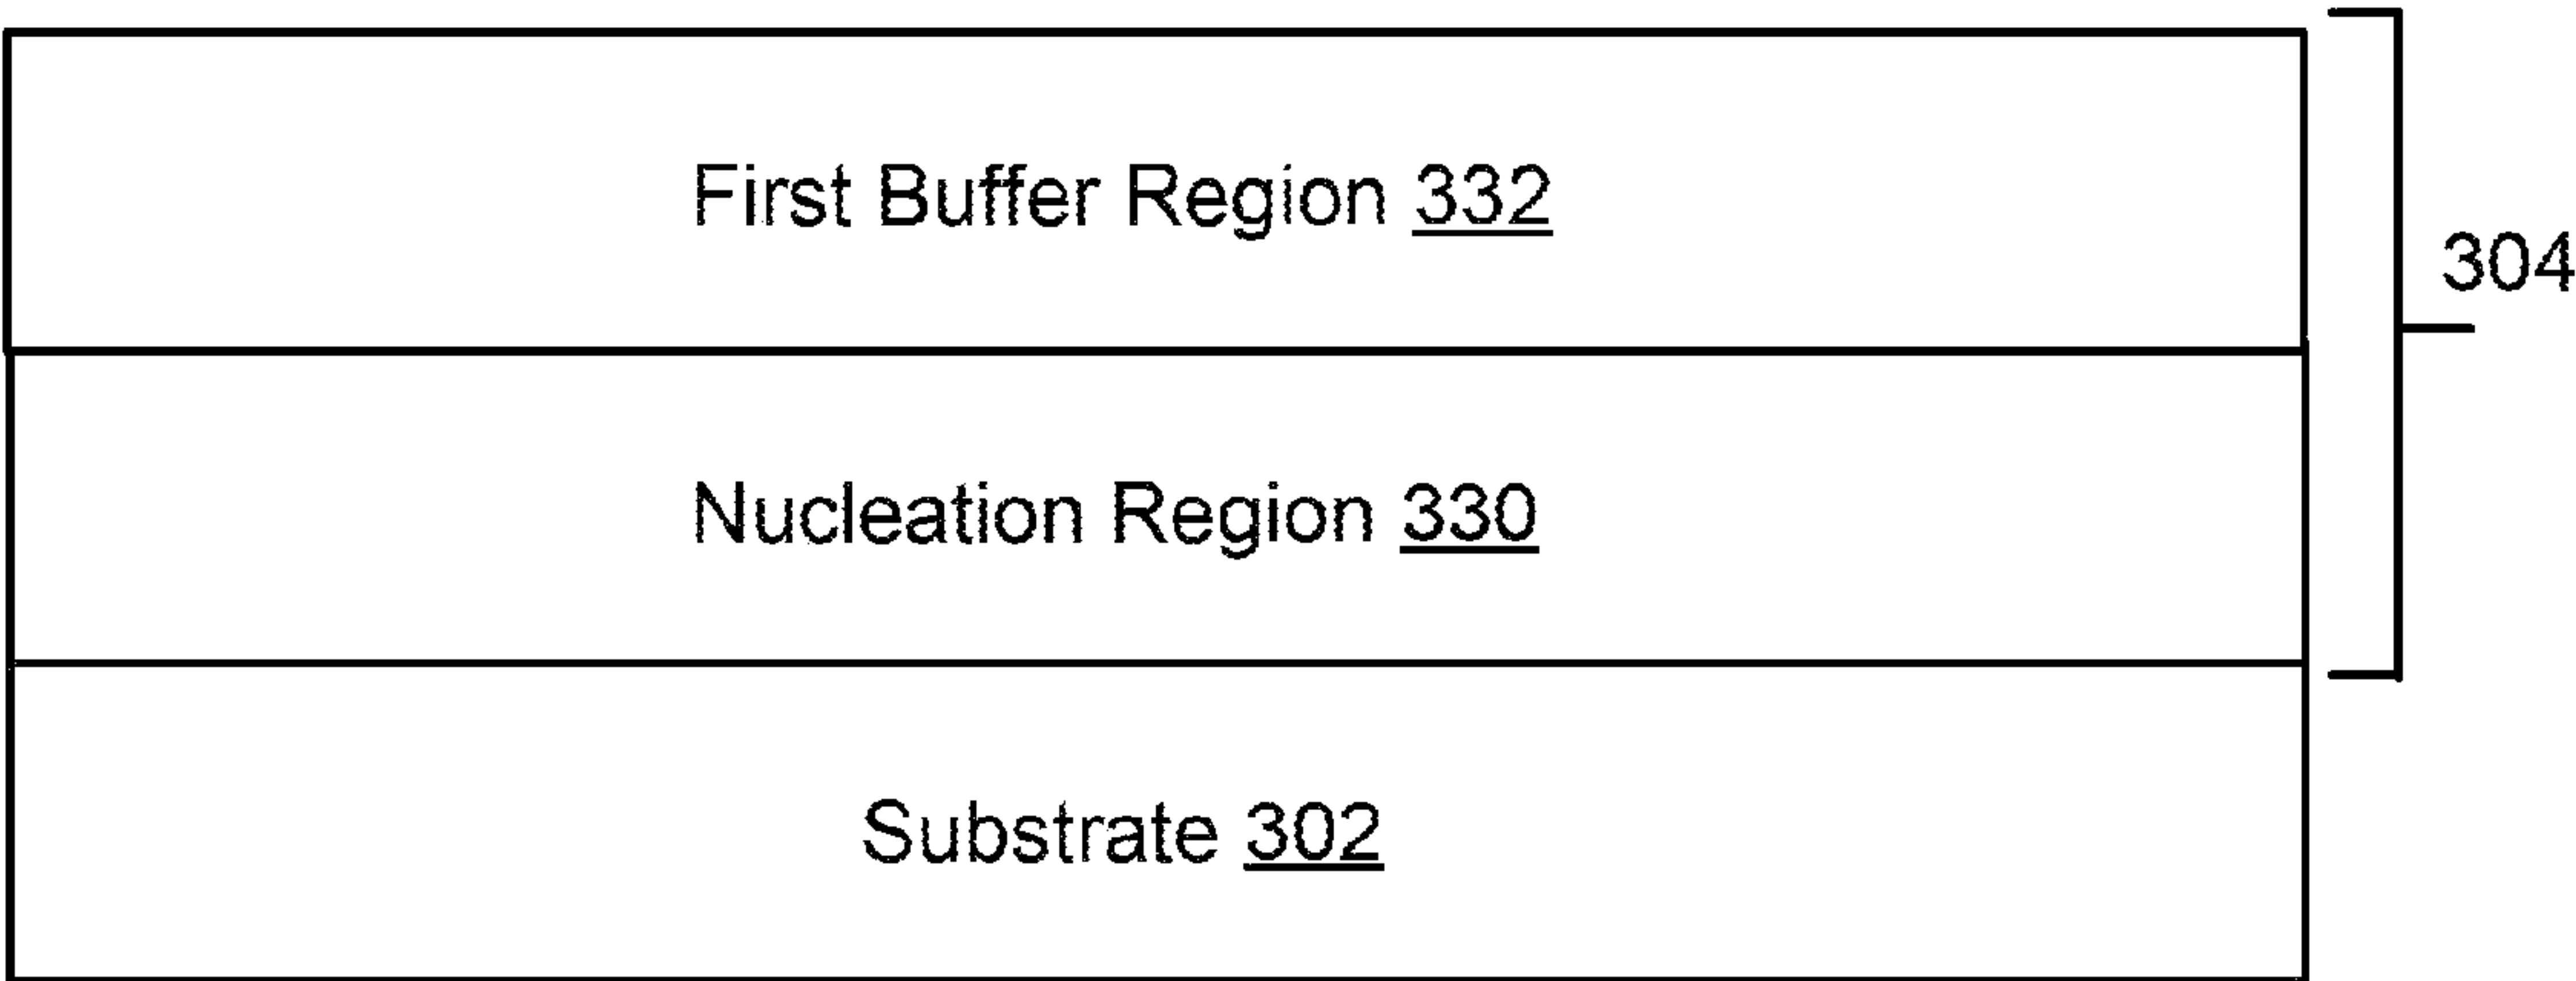 First Buffer Region 332
304
Nucleation Region 330
Substrate 302